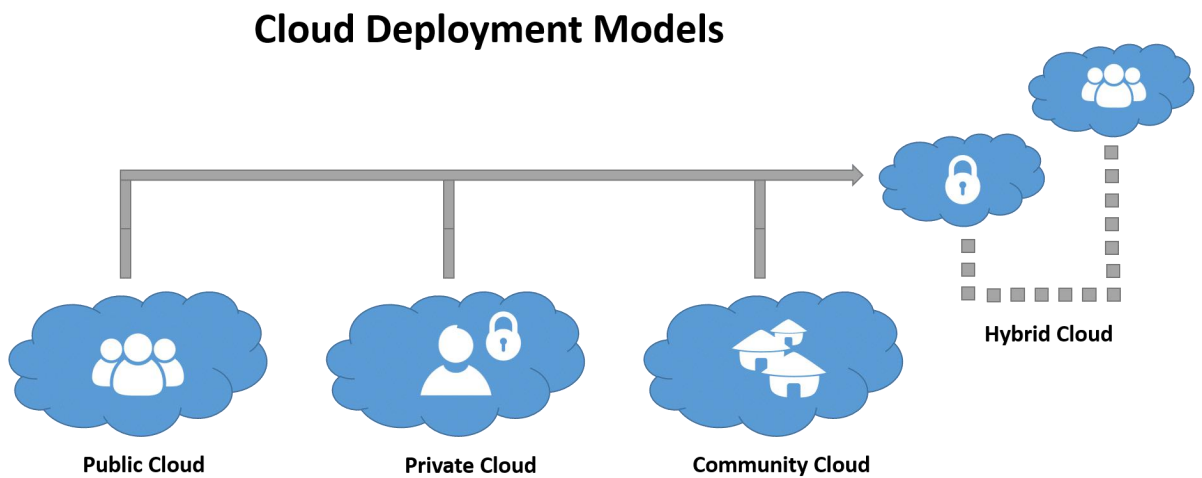 Cloud Deployment Models
Hybrid Cloud
Public Cloud
Private Cloud
Community Cloud